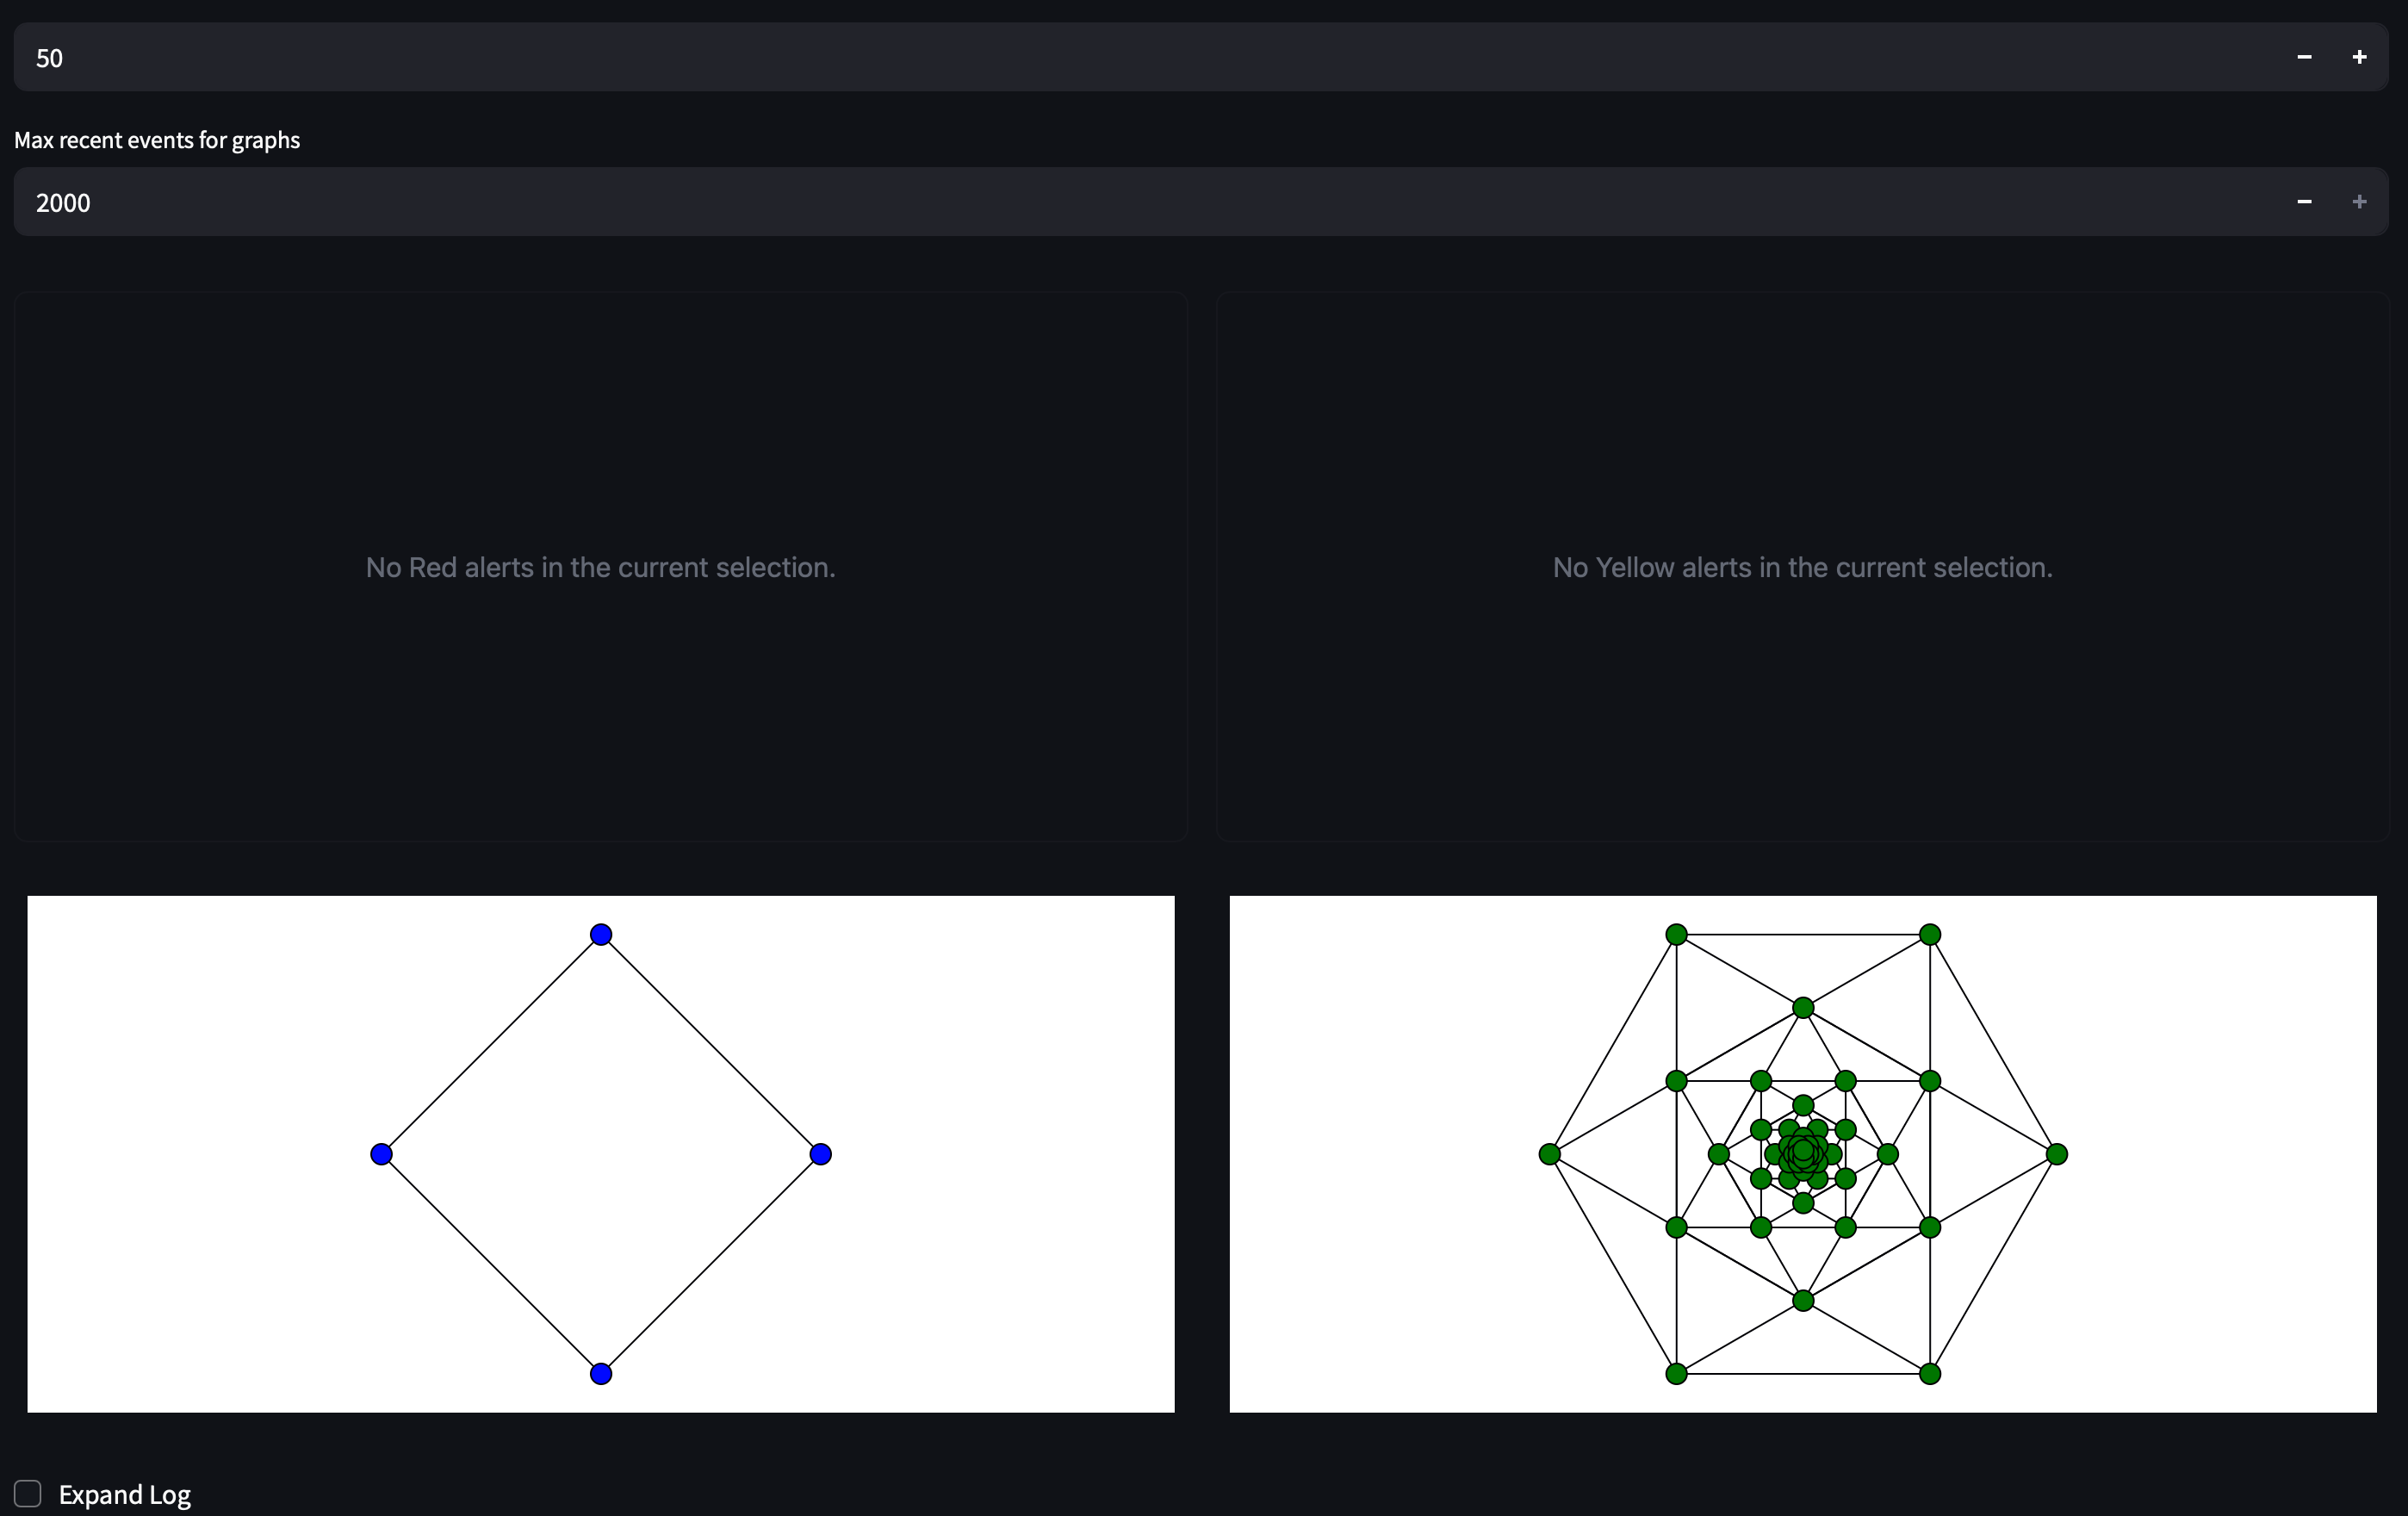 50
Max recent events for graphs
2000
No Red alerts in the current selection.
No Yellow alerts in the current selection.
Expand Log